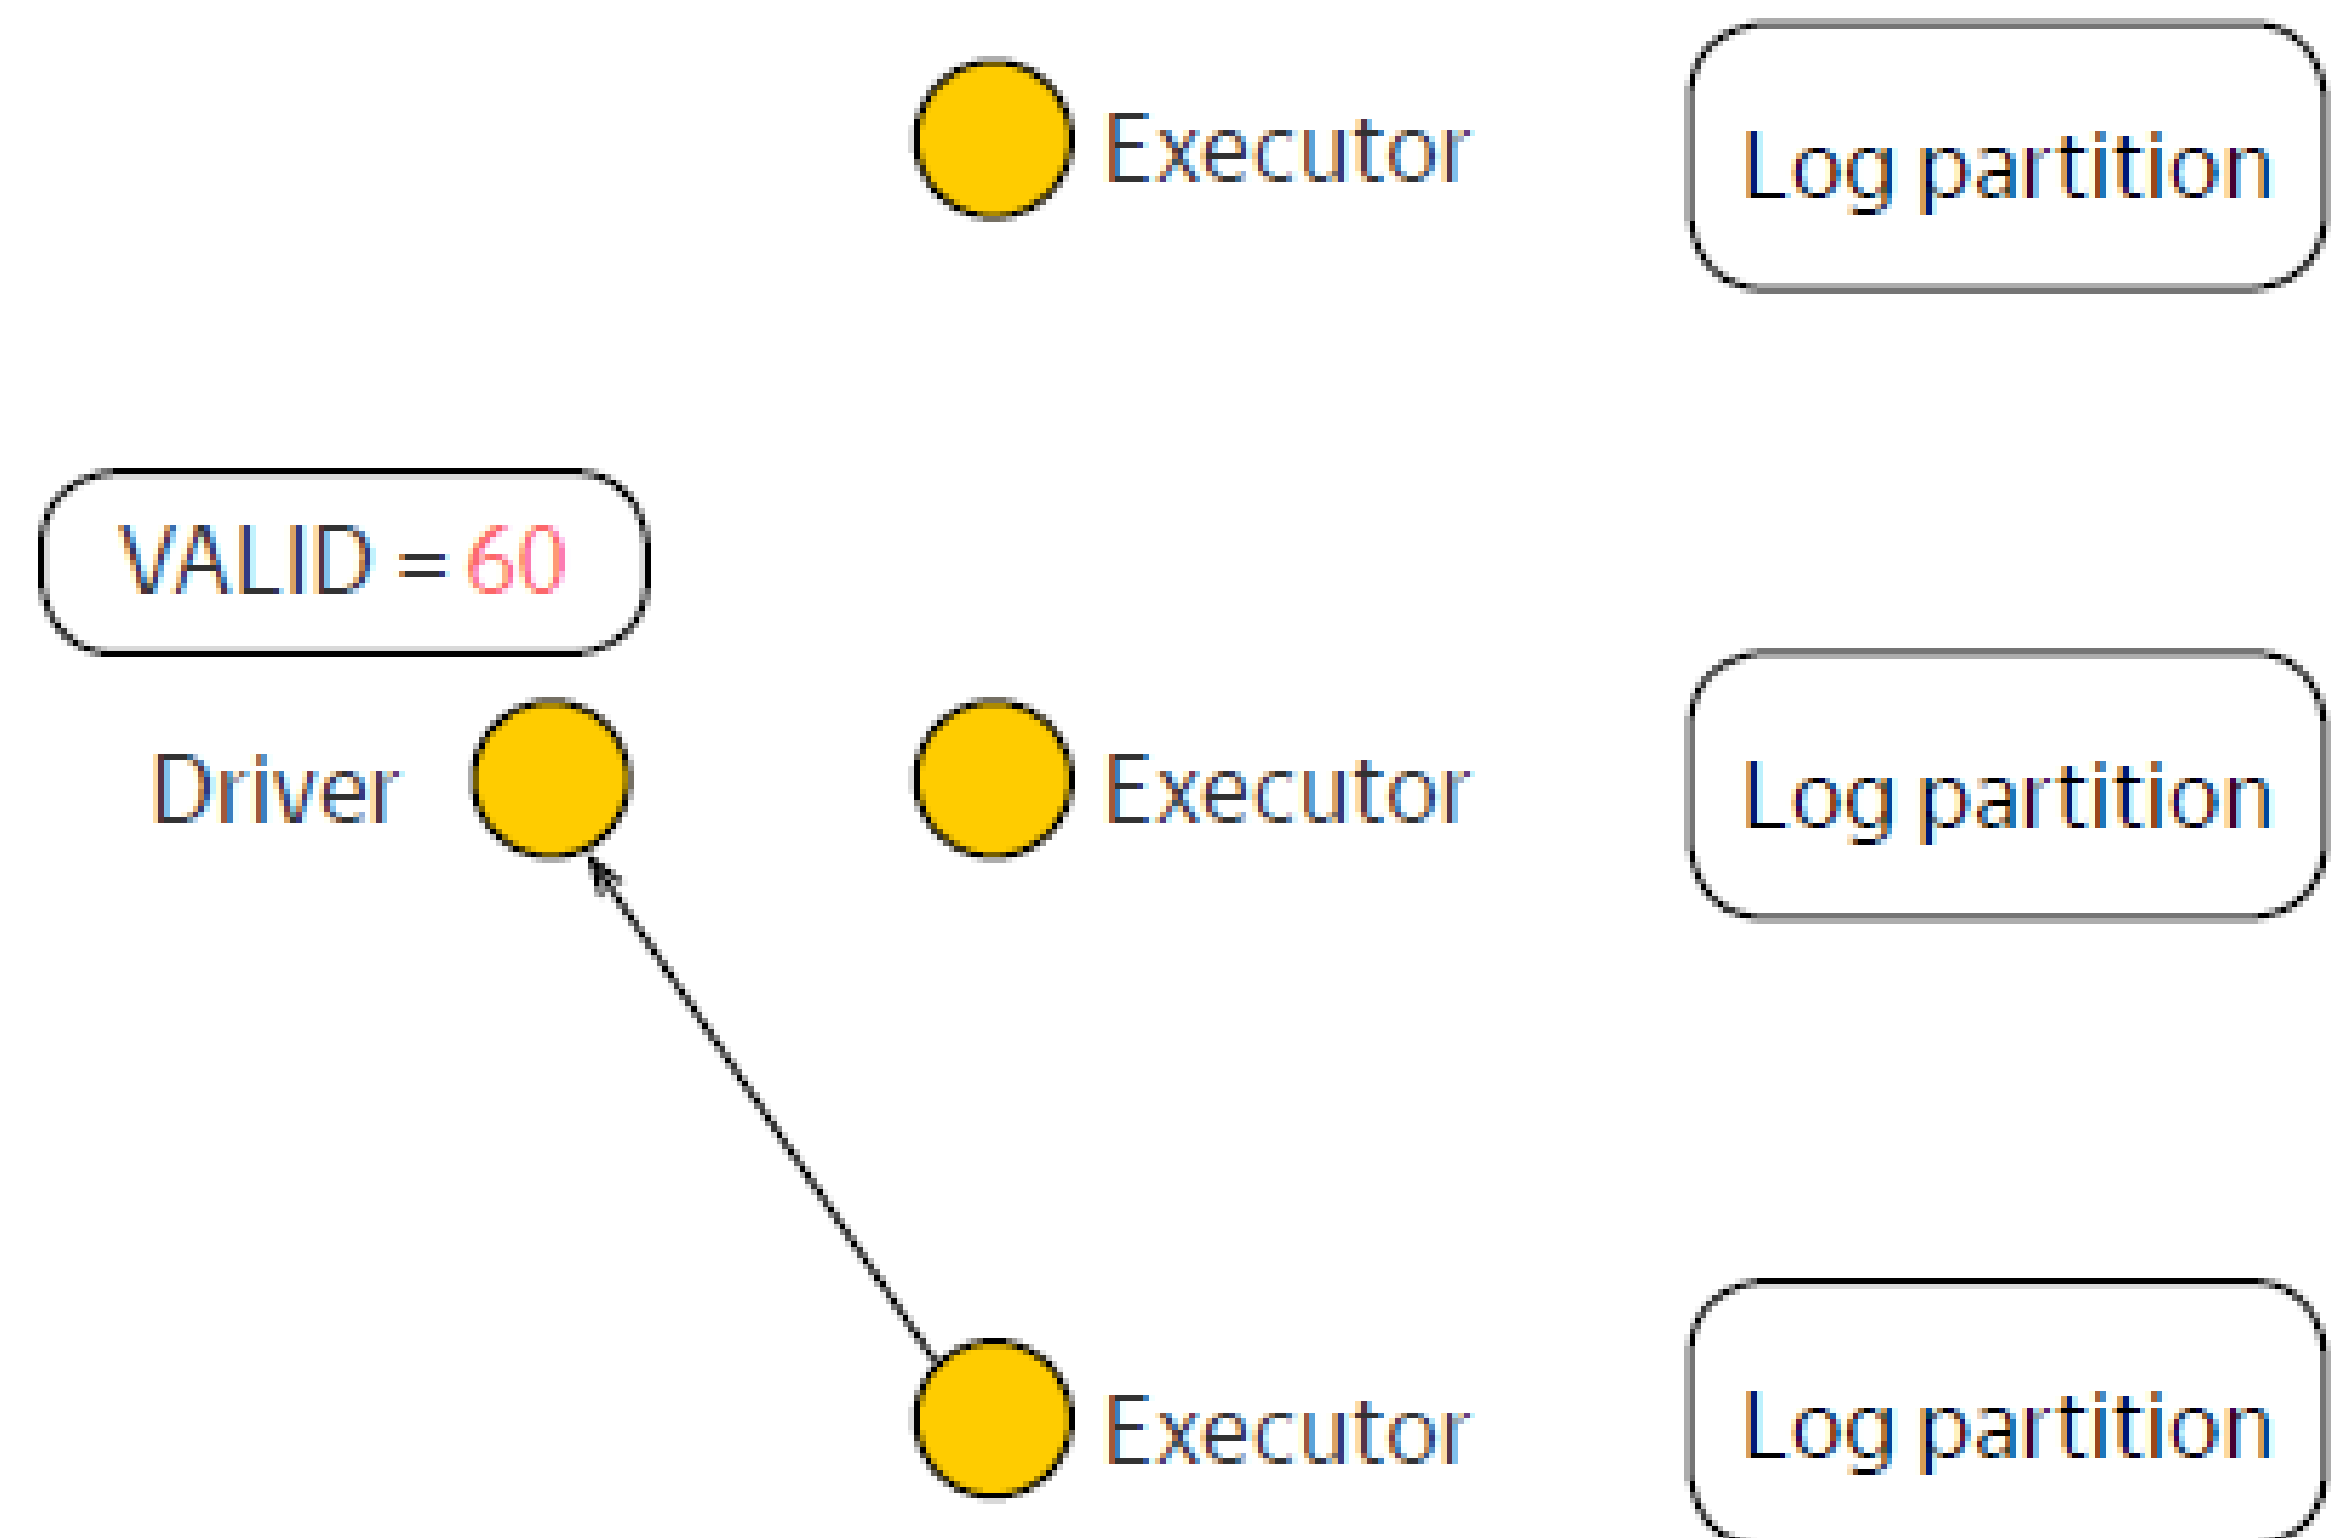 Executor
Log partition
VALID = 60
Driver
Executor
Log partition
Executor
Log partition